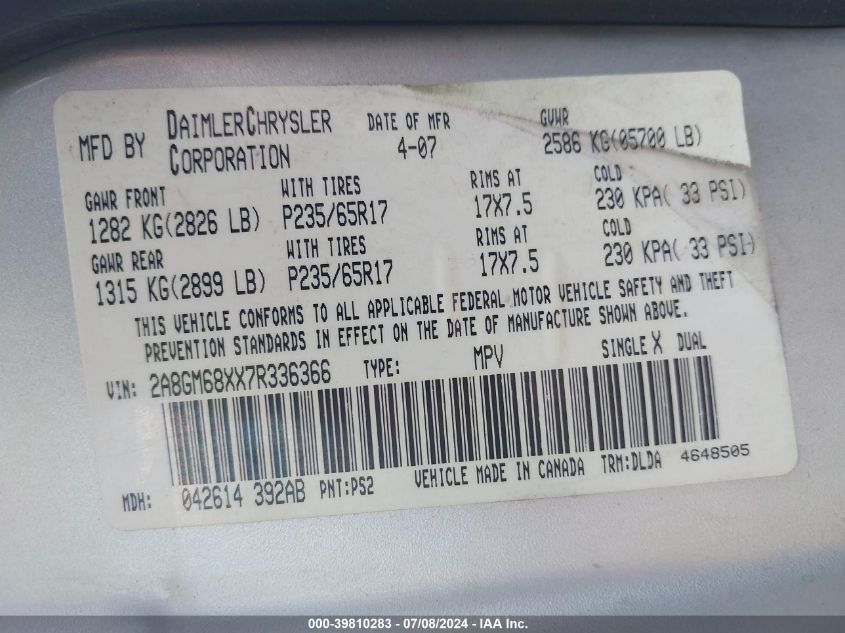 MFD BY DAIMLERCHRYSLER CORPORATION DATE OF MFR 4-07 GVWR 2586 KG(05700 LB)
GAWR FRONT WITH TIRES RIMS AT COLD
1282 KG(2826 LB) P235/65R17 17X7.5 230 KPA( 33 PSI)
GAWR REAR WITH TIRES RIMS AT COLD
1315 KG(2899 LB) P235/65R17 17X7.5 230 KPA( 33 PSI)
THIS VEHICLE CONFORMS TO ALL APPLICABLE FEDERAL MOTOR VEHICLE SAFETY AND THEFT
PREVENTION STANDARDS IN EFFECT ON THE DATE OF MANUFACTURE SHOWN ABOVE.
VIN: 2A8GM68XX7R336366 TYPE: MPV SINGLE X DUAL
MDH: 042614 392AB PNT:PS2 VEHICLE MADE IN CANADA TRM:DLDA 4648505
000-39810283 - 07/08/2024 - IAA Inc.